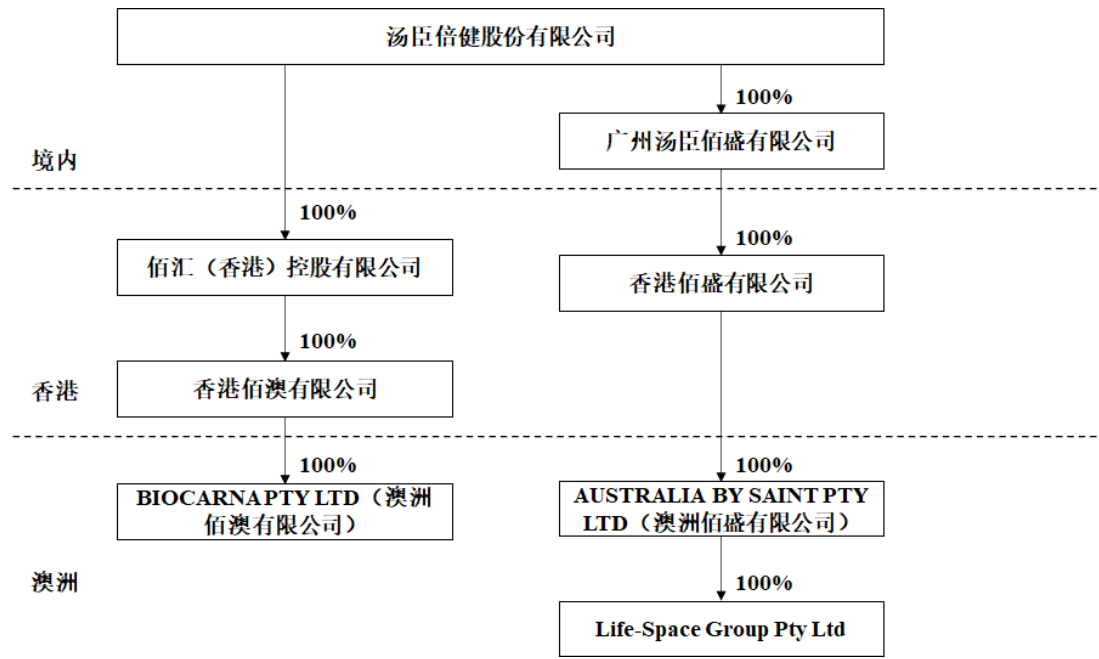 汤臣倍健股份有限公司
100%
广州汤臣佰盛有限公司
境内
100%
100%
佰汇（香港）控股有限公司
香港佰盛有限公司
100%
香港
香港佰澳有限公司
100%
100%
BIOCARNAPTY LTD（澳洲
佰澳有限公司）
AUSTRALIA BY SAINT PTY
LTD（澳洲佰盛有限公司）
澳洲
100%
Life-Space Group Pty Ltd